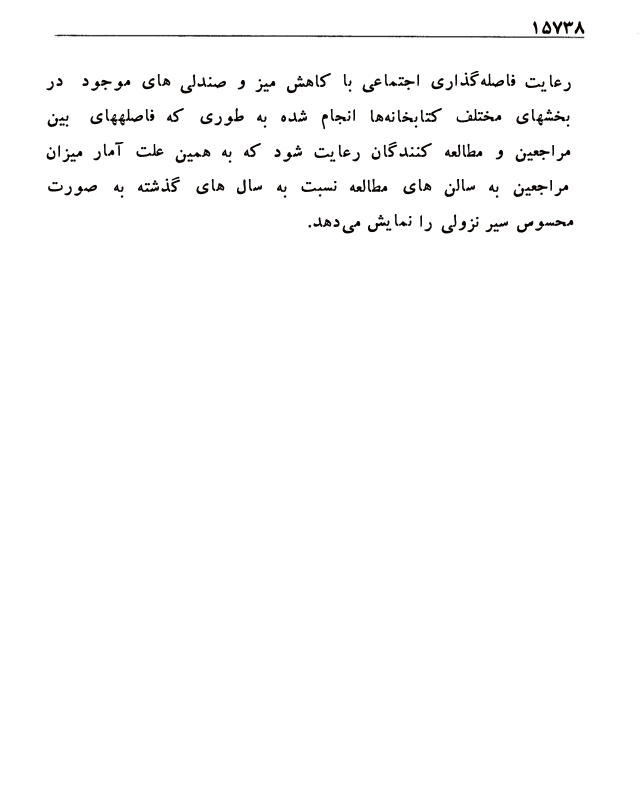 ۱۵۷۳۸
رعایت فاصله‌گذاری اجتماعی با کاهش میز و صندلی های موجود در
بخشهای مختلف کتابخانه‌ها انجام شده به طوری که فاصلههای بین
مراجعین و مطالعه کنندگان رعایت شود که به همین علت آمار میزان
مراجعین به سالن های مطالعه نسبت به سال های گذشته به صورت
محسوس سیر نزولی را نمایش می‌دهد.